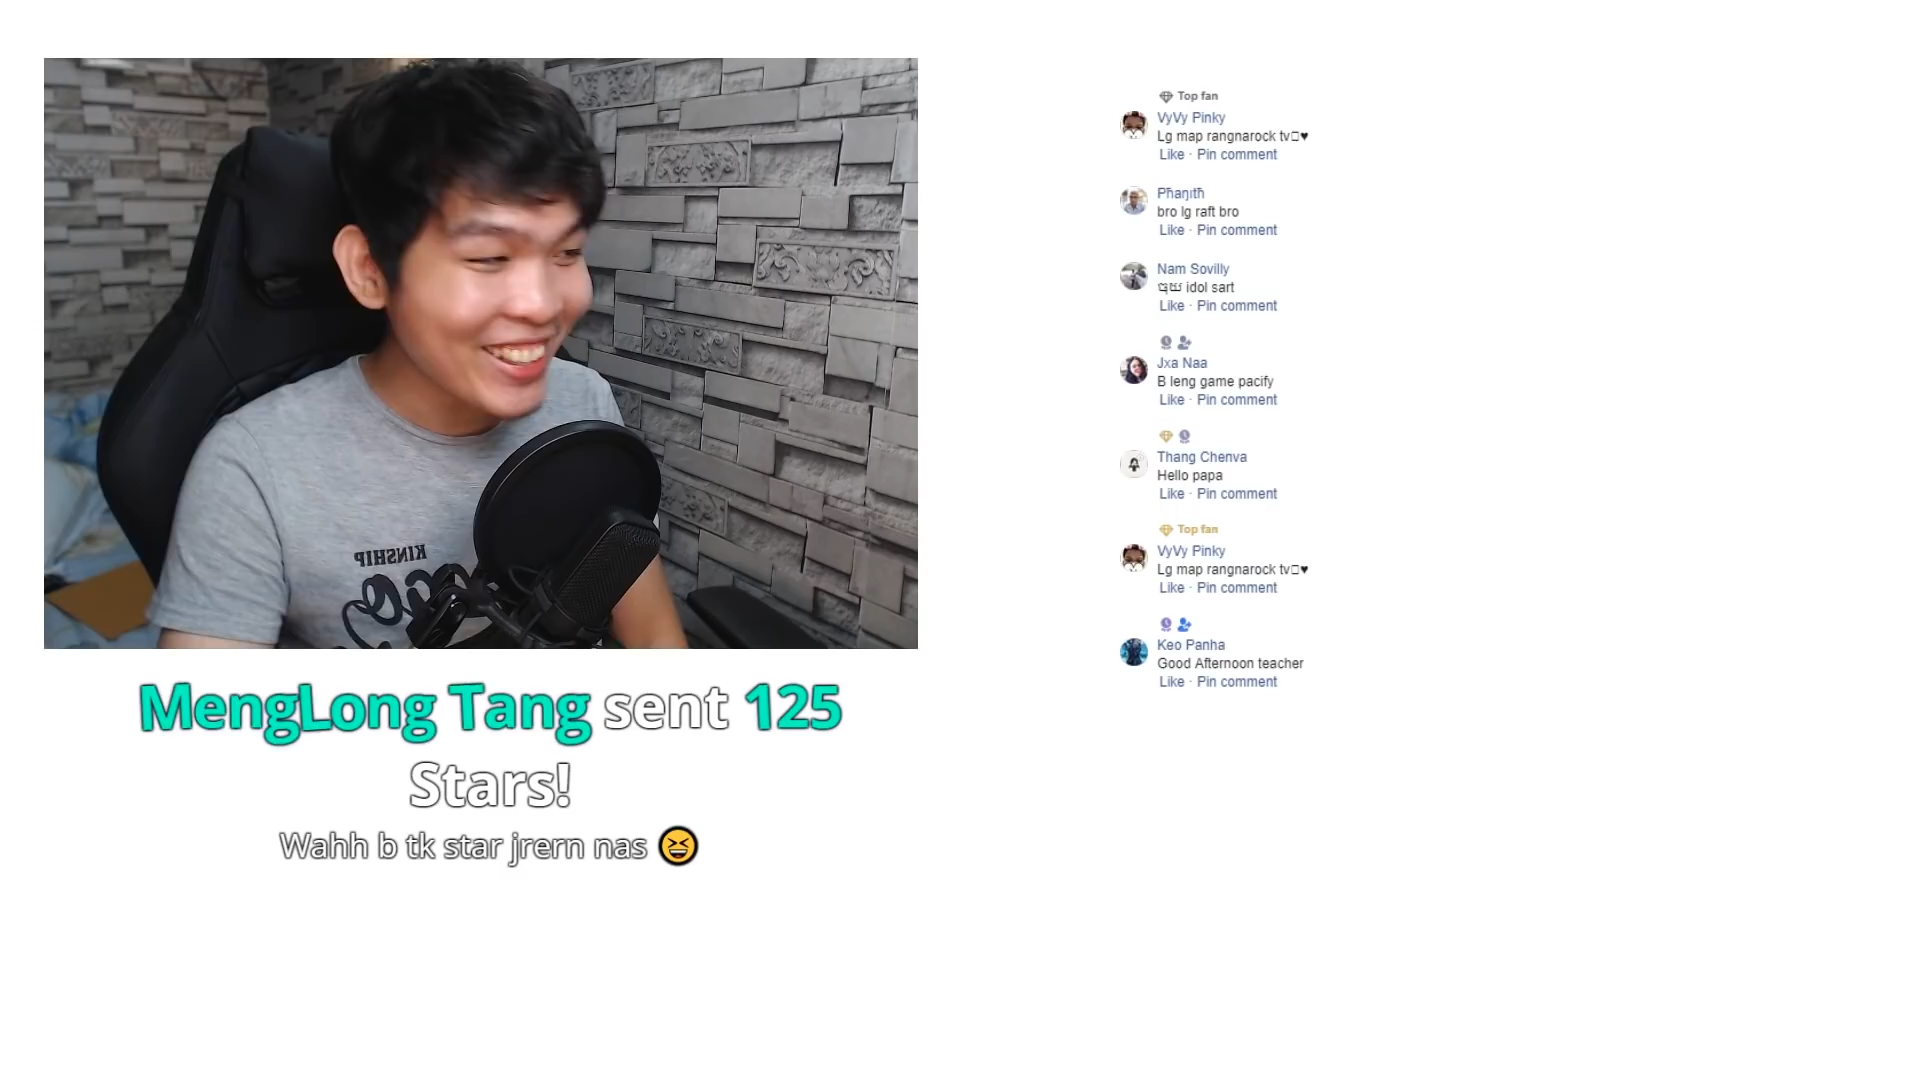 KINSHIP
MengLong Tang sent 125
Stars!
Wahh b tk star jrern nas 😆
Top fan
VyVy Pinky
Lg map rangnarock tv□♥
Like · Pin comment
Phaŋıth
bro lg raft bro
Like · Pin comment
Nam Sovilly
idol sart
Like · Pin comment
Jxa Naa
B leng game pacify
Like · Pin comment
Thang Chenva
Hello papa
Like · Pin comment
Top fan
VyVy Pinky
Lg map rangnarock tv□♥
Like · Pin comment
Keo Panha
Good Afternoon teacher
Like · Pin comment